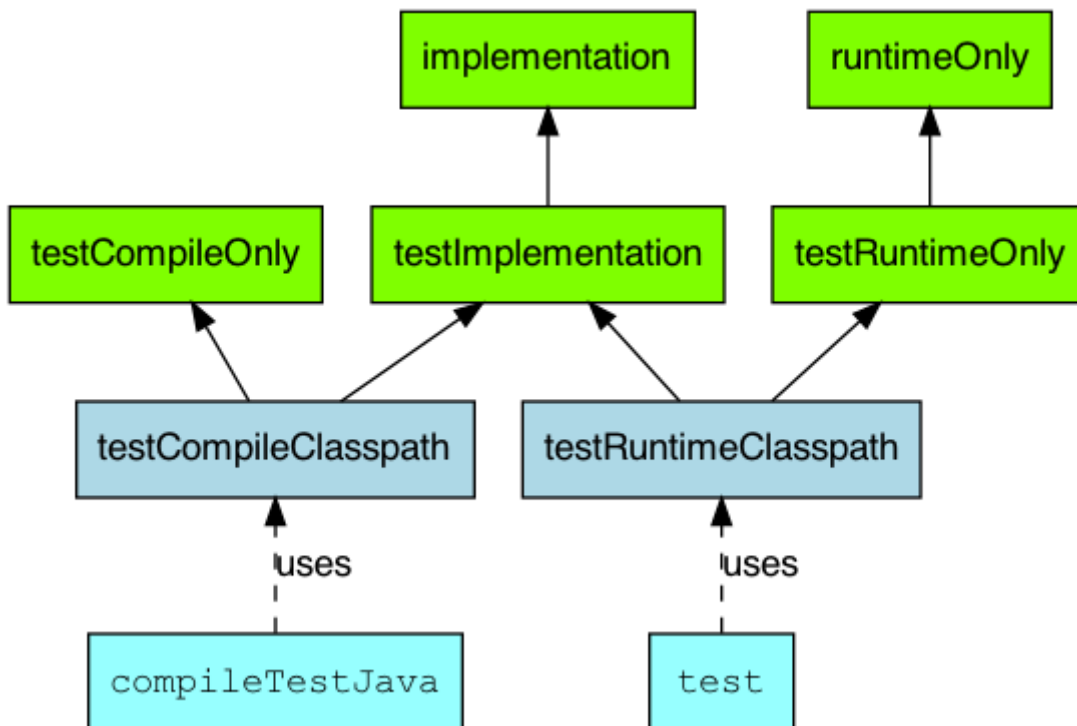 implementation
runtimeOnly
testCompileOnly
testImplementation
testRuntimeOnly
testCompileClasspath
testRuntimeClasspath
uses
uses
compileTestJava
test